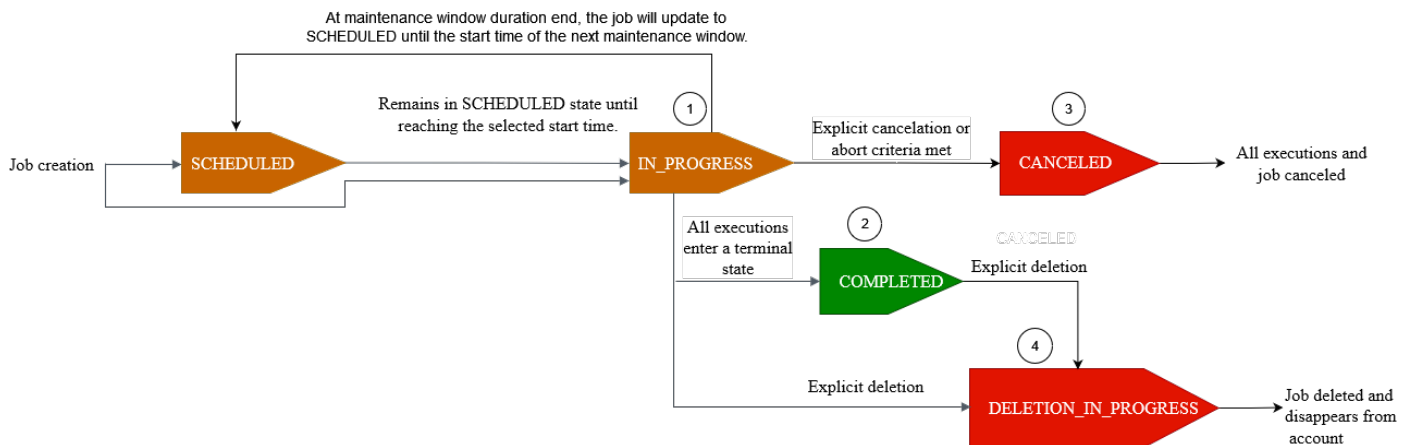 At maintenance window duration end, the job will update to
SCHEDULED until the start time of the next maintenance window.
Remains in SCHEDULED state until
reaching the selected start time.
1
3
Job creation
SCHEDULED
IN_PROGRESS
Explicit cancelation or
abort criteria met
CANCELED
All executions and
job canceled
All executions
enter a terminal
state
2
CANCELED
COMPLETED
Explicit deletion
4
Explicit deletion
DELETION_IN_PROGRESS
Job deleted and
disappears from
account